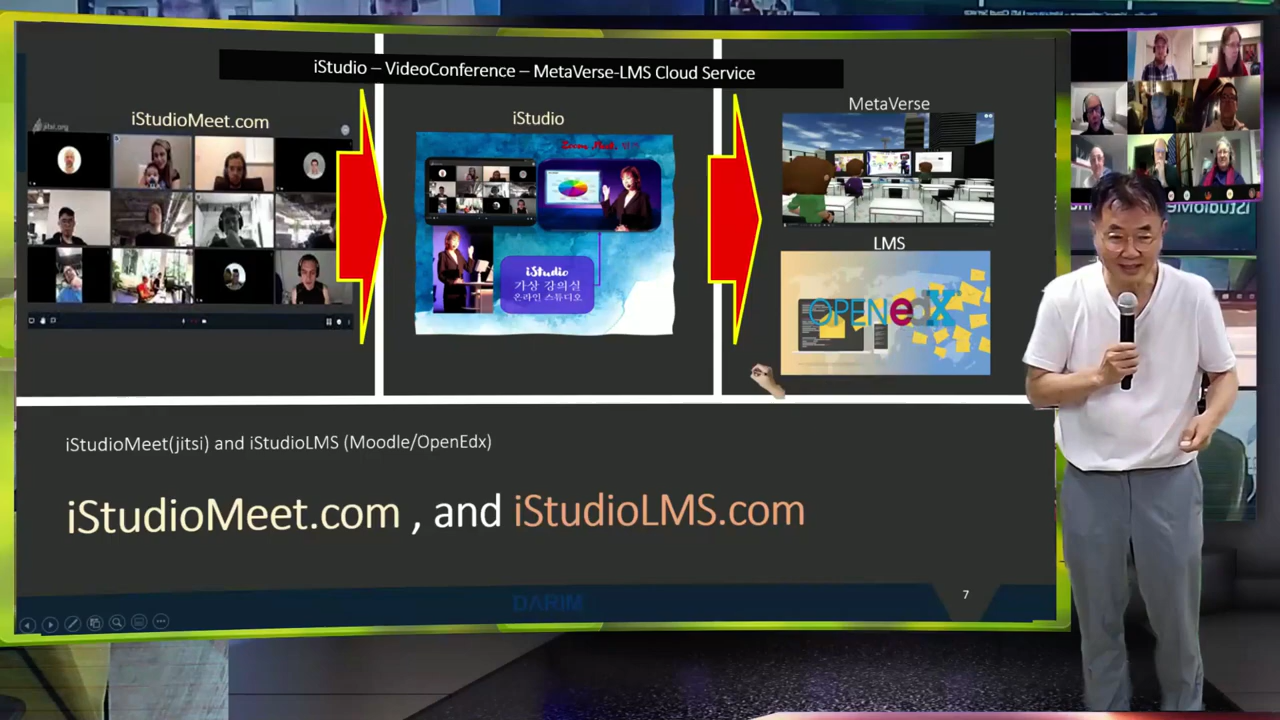 iStudio – VideoConference – MetaVerse-LMS Cloud Service
iStudioMeet.com
jitsi.org
iStudio
Zoom Meet
iStudio
가상 강의실
온라인 스튜디오
MetaVerse
LMS
OPENedX
iStudioMeet(jitsi) and iStudioLMS (Moodle/OpenEdx)
iStudioMeet.com , and iStudioLMS.com
DARIM
7